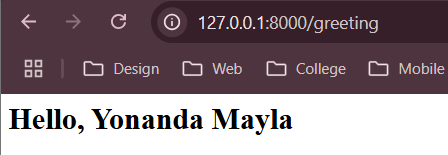 127.0.0.1:8000/greeting
Design Web College Mobile
Hello, Yonanda Mayla